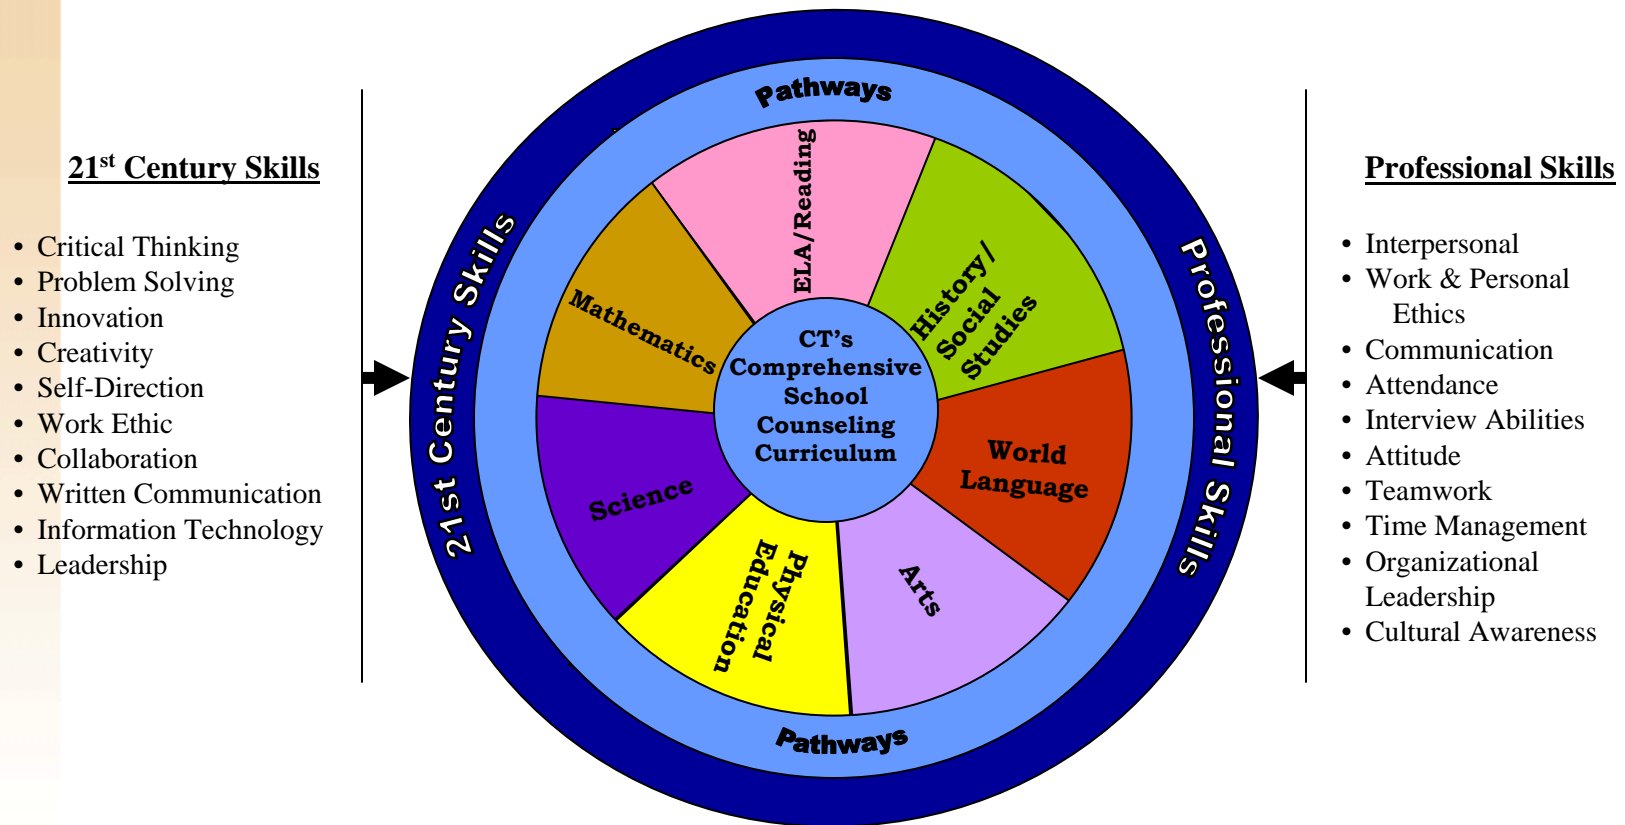 21st Century Skills
• Critical Thinking
• Problem Solving
• Innovation
• Creativity
• Self-Direction
• Work Ethic
• Collaboration
• Written Communication
• Information Technology
• Leadership
21st Century Skills
Pathways
ELA/Reading
History/
Social
Studies
Mathematics
CT's
Comprehensive
School
Counseling
Curriculum
World
Language
Science
Physical
Education
Arts
Pathways
Professional Skills
Professional Skills
• Interpersonal
• Work & Personal
Ethics
• Communication
• Attendance
• Interview Abilities
• Attitude
• Teamwork
• Time Management
• Organizational
Leadership
• Cultural Awareness